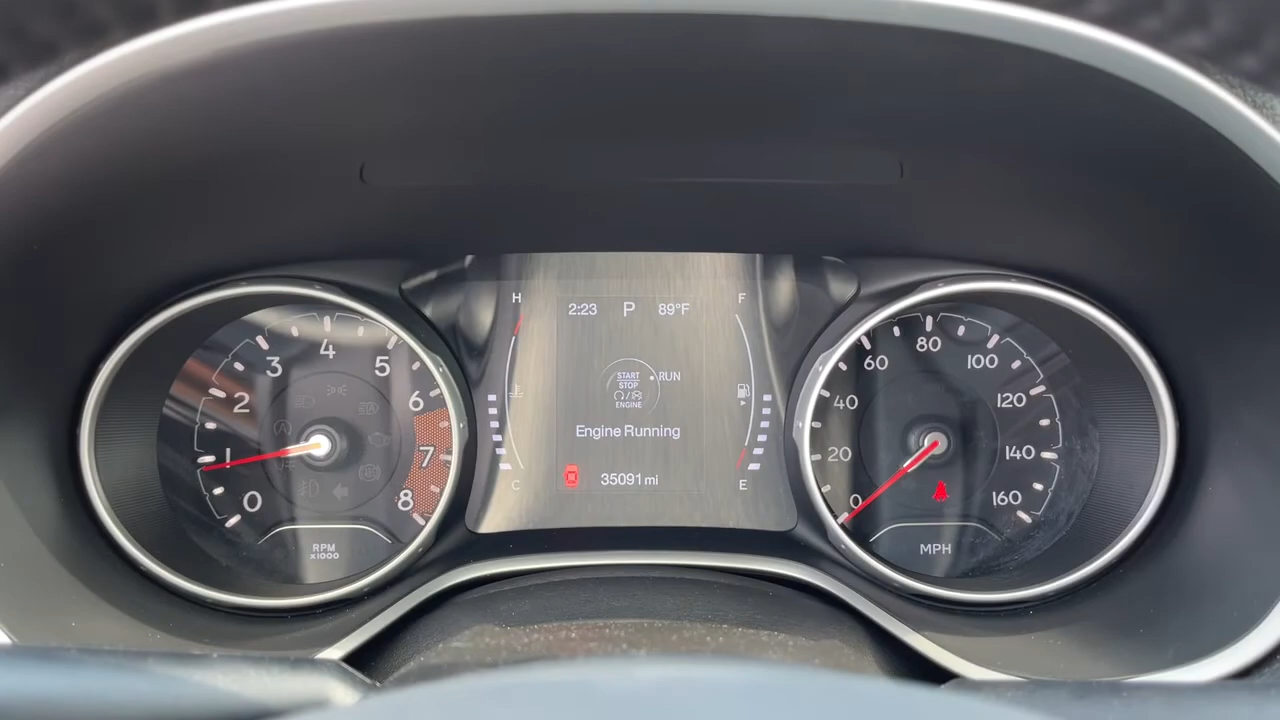 H
F
2:23 P 89°F
START
STOP
ENGINE
RUN
Engine Running
35091 mi
C
E
0
1
2
3
4
5
6
7
8
RPM
x1000
0
20
40
60
80
100
120
140
160
MPH